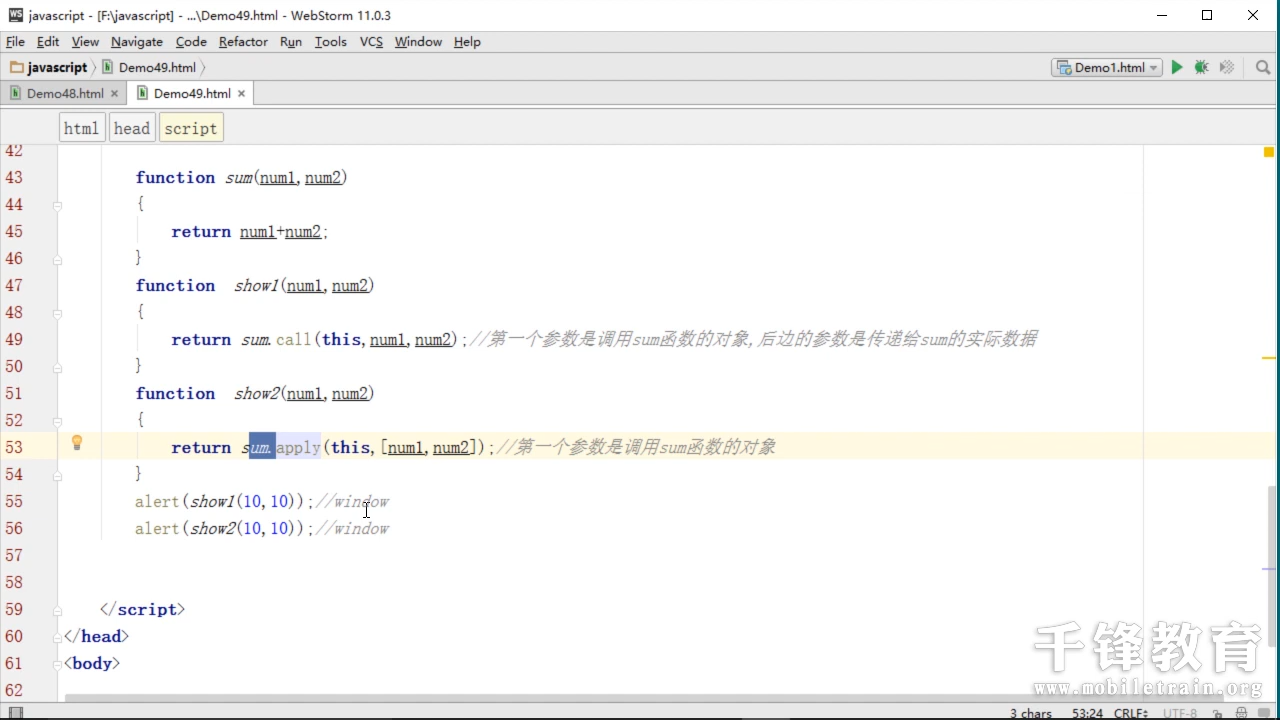 javascript - [F:\javascript] - ...\Demo49.html - WebStorm 11.0.3
File Edit View Navigate Code Refactor Run Tools VCS Window Help
javascript Demo49.html Demo1.html
Demo48.html Demo49.html
html head script
42
43 function sum(num1,num2)
44 {
45 return num1+num2;
46 }
47 function show1(num1,num2)
48 {
49 return sum.call(this,num1,num2);//第一个参数是调用sum函数的对象,后边的参数是传递给sum的实际数据
50 }
51 function show2(num1,num2)
52 {
53 return sum.apply(this,[num1,num2]);//第一个参数是调用sum函数的对象
54 }
55 alert(show1(10,10));//window
56 alert(show2(10,10));//window
57
58
59 </script>
60 </head>
61 <body>
62
千锋教育
www.mobiletrain.org
3 chars 53:24 CRLF UTF-8